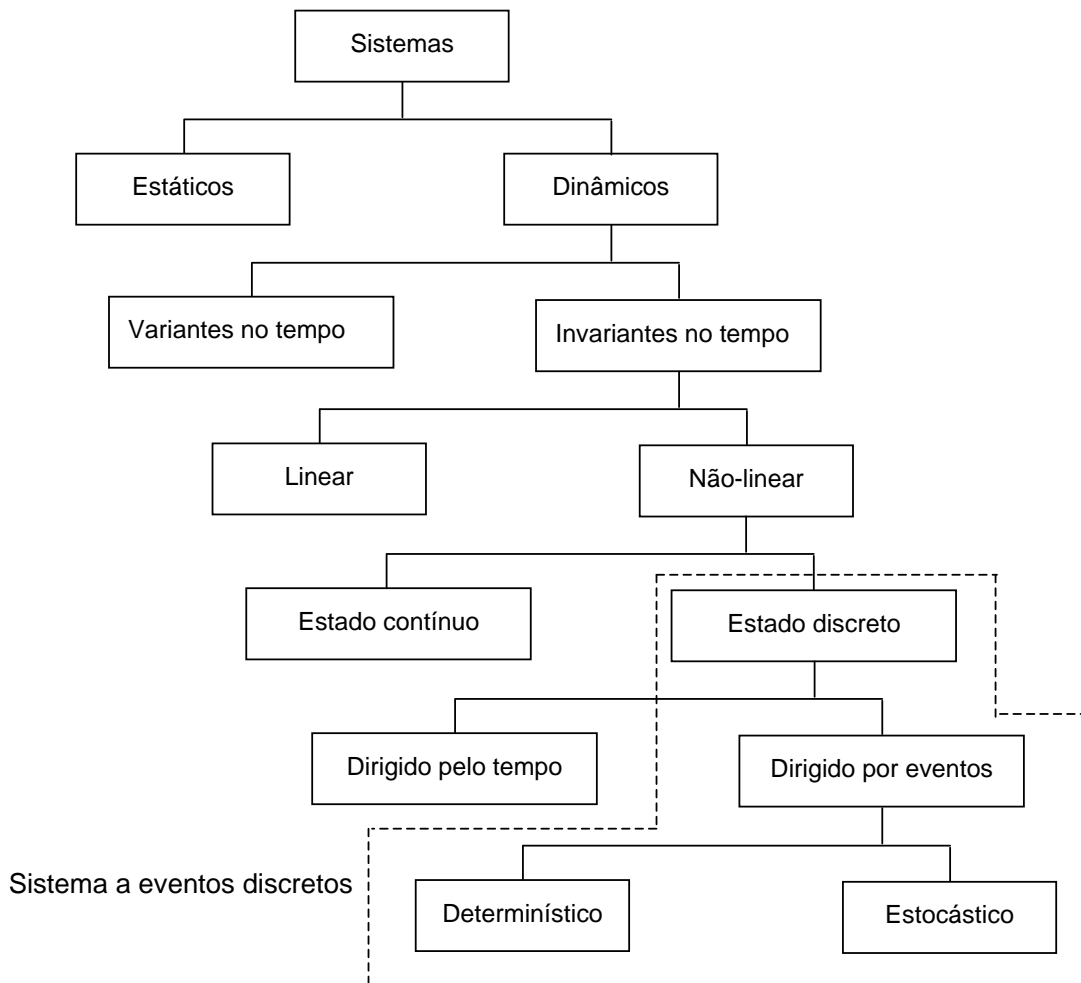 Sistemas
Estáticos
Dinâmicos
Variantes no tempo
Invariantes no tempo
Linear
Não-linear
Estado contínuo
Estado discreto
Dirigido pelo tempo
Dirigido por eventos
Sistema a eventos discretos
Determinístico
Estocástico